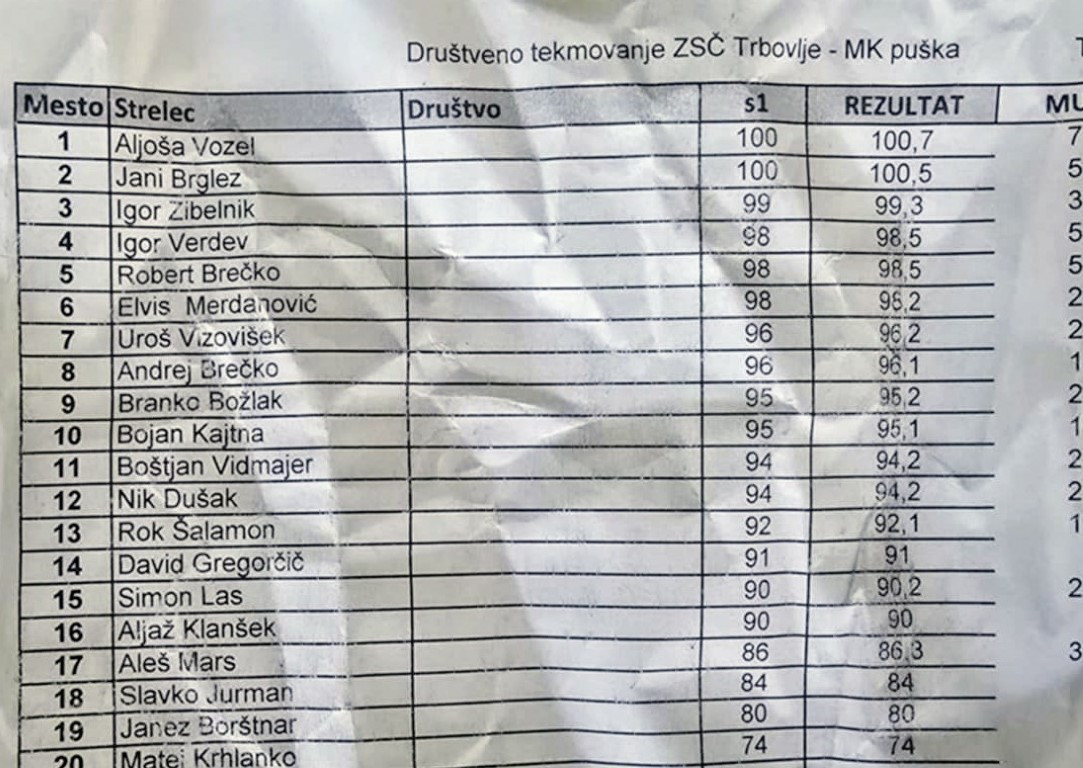 Društveno tekmovanje ZSČ Trbovlje - MK puška
Mesto Strelec Društvo s1 REZULTAT
1 Aljoša Vozel 100 100,7 7
2 Jani Brglez 100 100,5 5
3 Igor Zibelnik 99 99,3 3
4 Igor Verdev 98 98,5 5
5 Robert Brečko 98 98,5 5
6 Elvis Merdanović 98 98,2 2
7 Uroš Vizovišek 96 96,2 2
8 Andrej Brečko 96 96,1 1
9 Branko Božlak 95 95,2 2
10 Bojan Kajtna 95 95,1 1
11 Boštjan Vidmajer 94 94,2 2
12 Nik Dušak 94 94,2 2
13 Rok Šalamon 92 92,1 1
14 David Gregorčič 91 91
15 Simon Las 90 90,2 2
16 Aljaž Klanšek 90 90
17 Aleš Mars 86 86,3 3
18 Slavko Jurman 84 84
19 Janez Borštnar 80 80
20 Matej Krhlanko 74 74